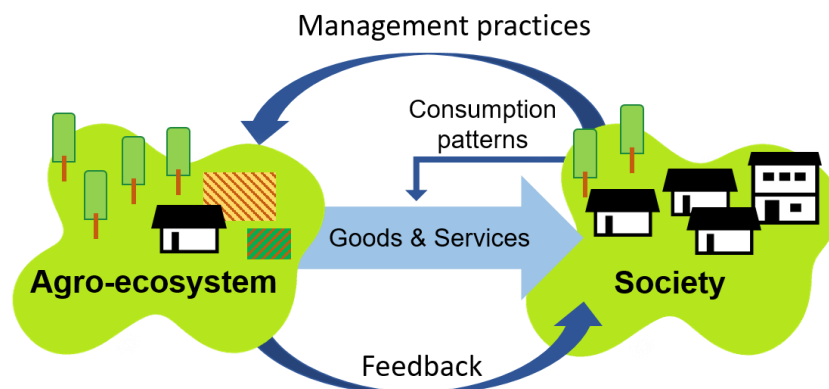 Management practices
Consumption
patterns
Goods & Services
Agro-ecosystem
Society
Feedback